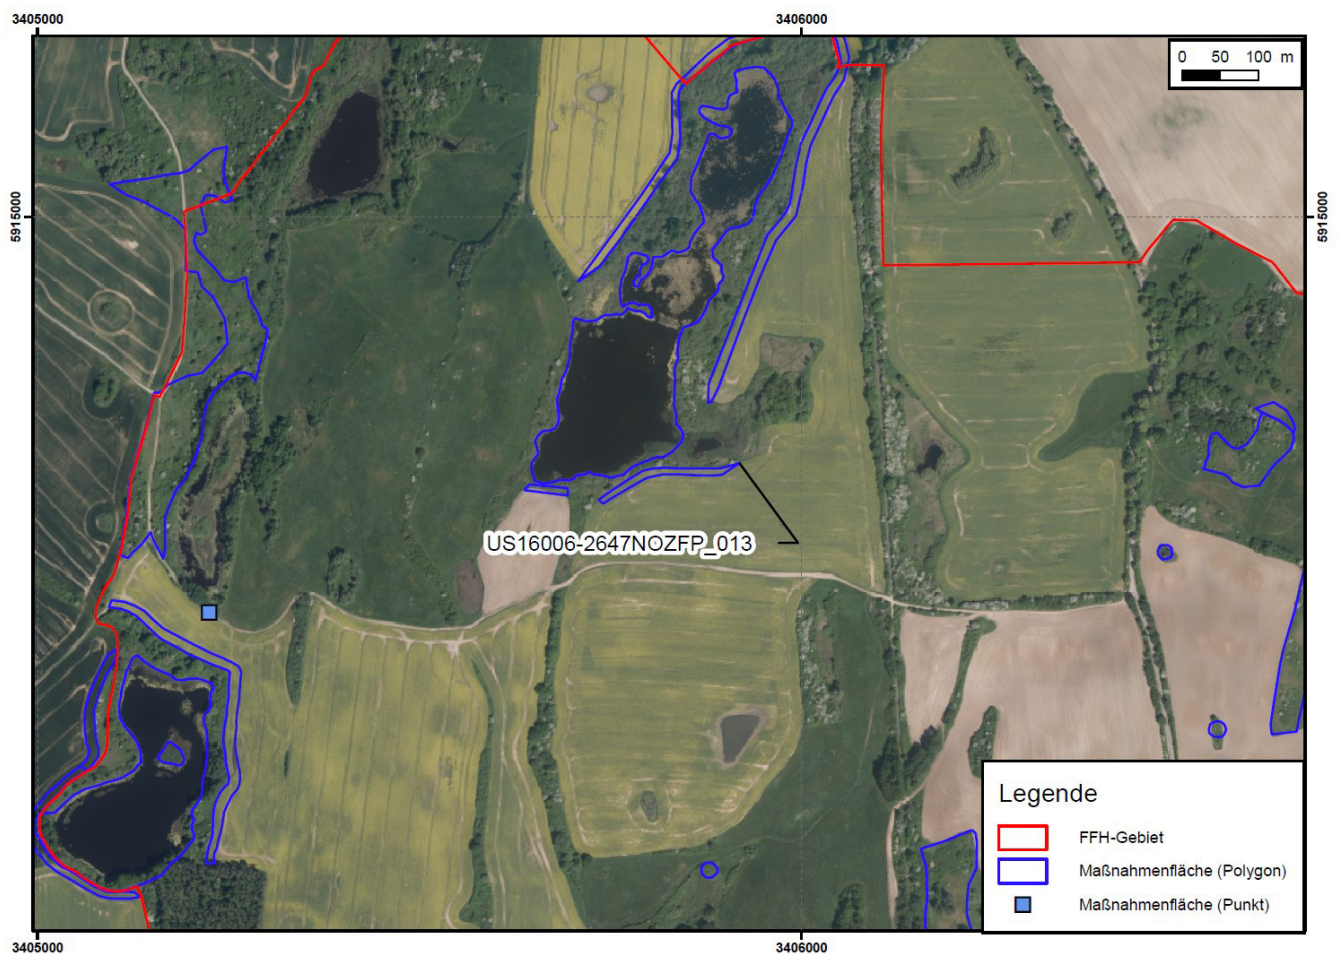 3405000 3406000
0 50 100 m
5915000 5915000
US16006-2647NOZFP_013
Legende
FFH-Gebiet
Maßnahmenfläche (Polygon)
Maßnahmenfläche (Punkt)
3405000 3406000